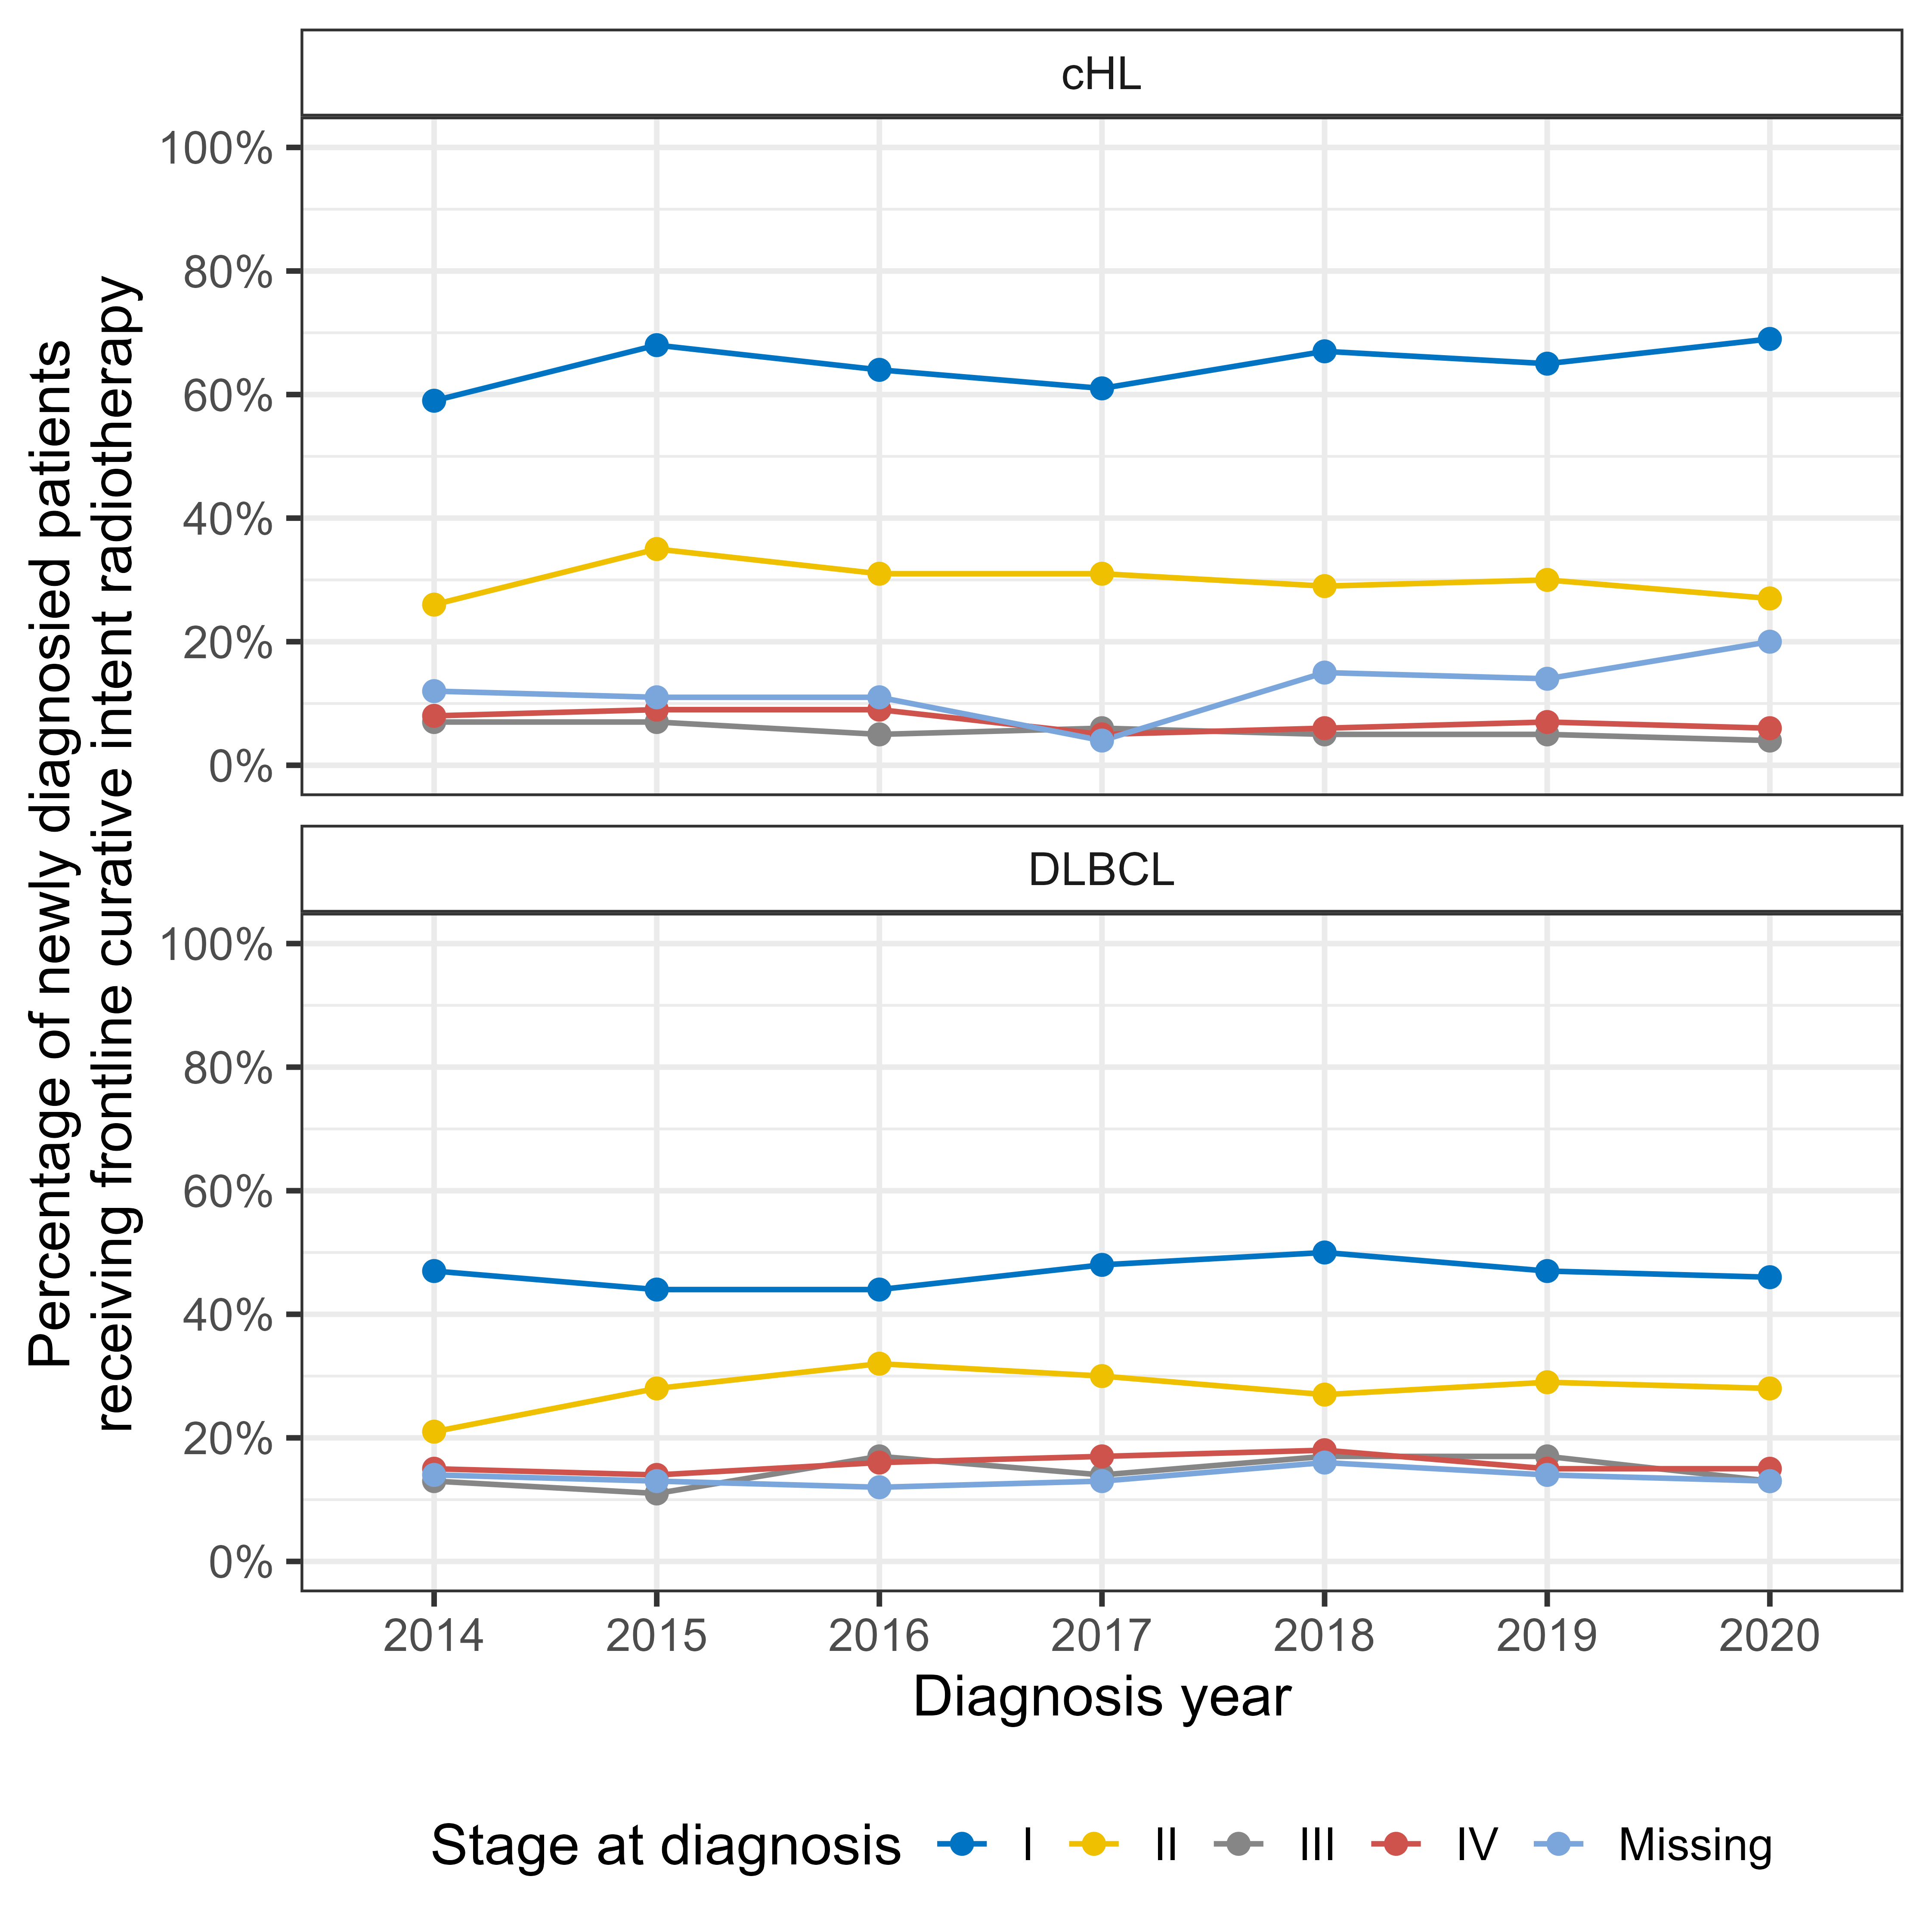 cHL
100%
80%
60%
40%
20%
0%
DLBCL
100%
80%
60%
40%
20%
0%
Percentage of newly diagnosied patients
receiving frontline curative intent radiotherapy
2014 2015 2016 2017 2018 2019 2020
Diagnosis year
Stage at diagnosis I II III IV Missing